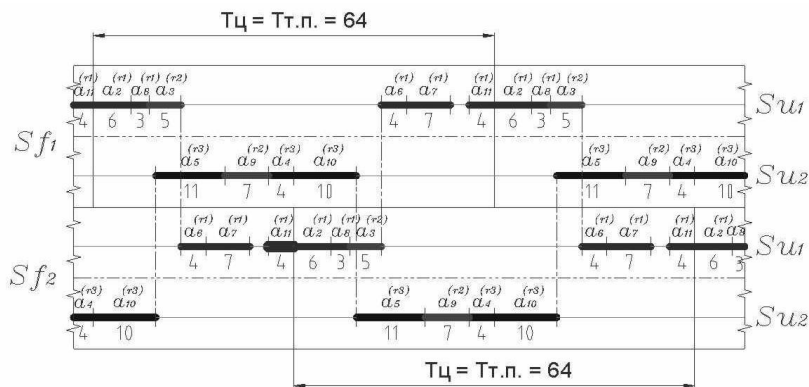 Тц = Тт.п. = 64
(r1) (r1) (r1) (r2) (r1) (r1) (r1) (r1) (r1) (r2)
a11 a2 a8 a3 a6 a7 a11 a2 a8 a3
4 6 3 5 4 7 4 6 3 5
Su1
Sf1
(r3) (r2) (r3) (r3) (r3) (r2) (r3) (r3)
a5 a9 a4 a10 a5 a9 a4 a10
11 7 4 10 11 7 4 10
Su2
(r1) (r1) (r1) (r1) (r1) (r2) (r1) (r1) (r1) (r1) (r1)
a6 a7 a11 a2 a8 a3 a6 a7 a11 a2 a8
4 7 4 6 3 5 4 7 4 6 3
Su1
Sf2
(r3) (r3) (r3) (r2) (r3) (r3)
a4 a10 a5 a9 a4 a10
4 10 11 7 4 10
Su2
Тц = Тт.п. = 64